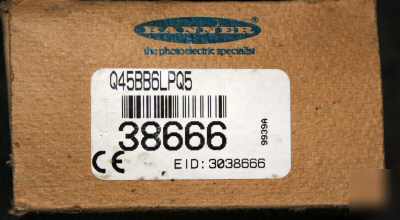 BANNER
the photoelectric specialist
Q45BB6LPQ5
38666
9939A
CE
EID: 3038666